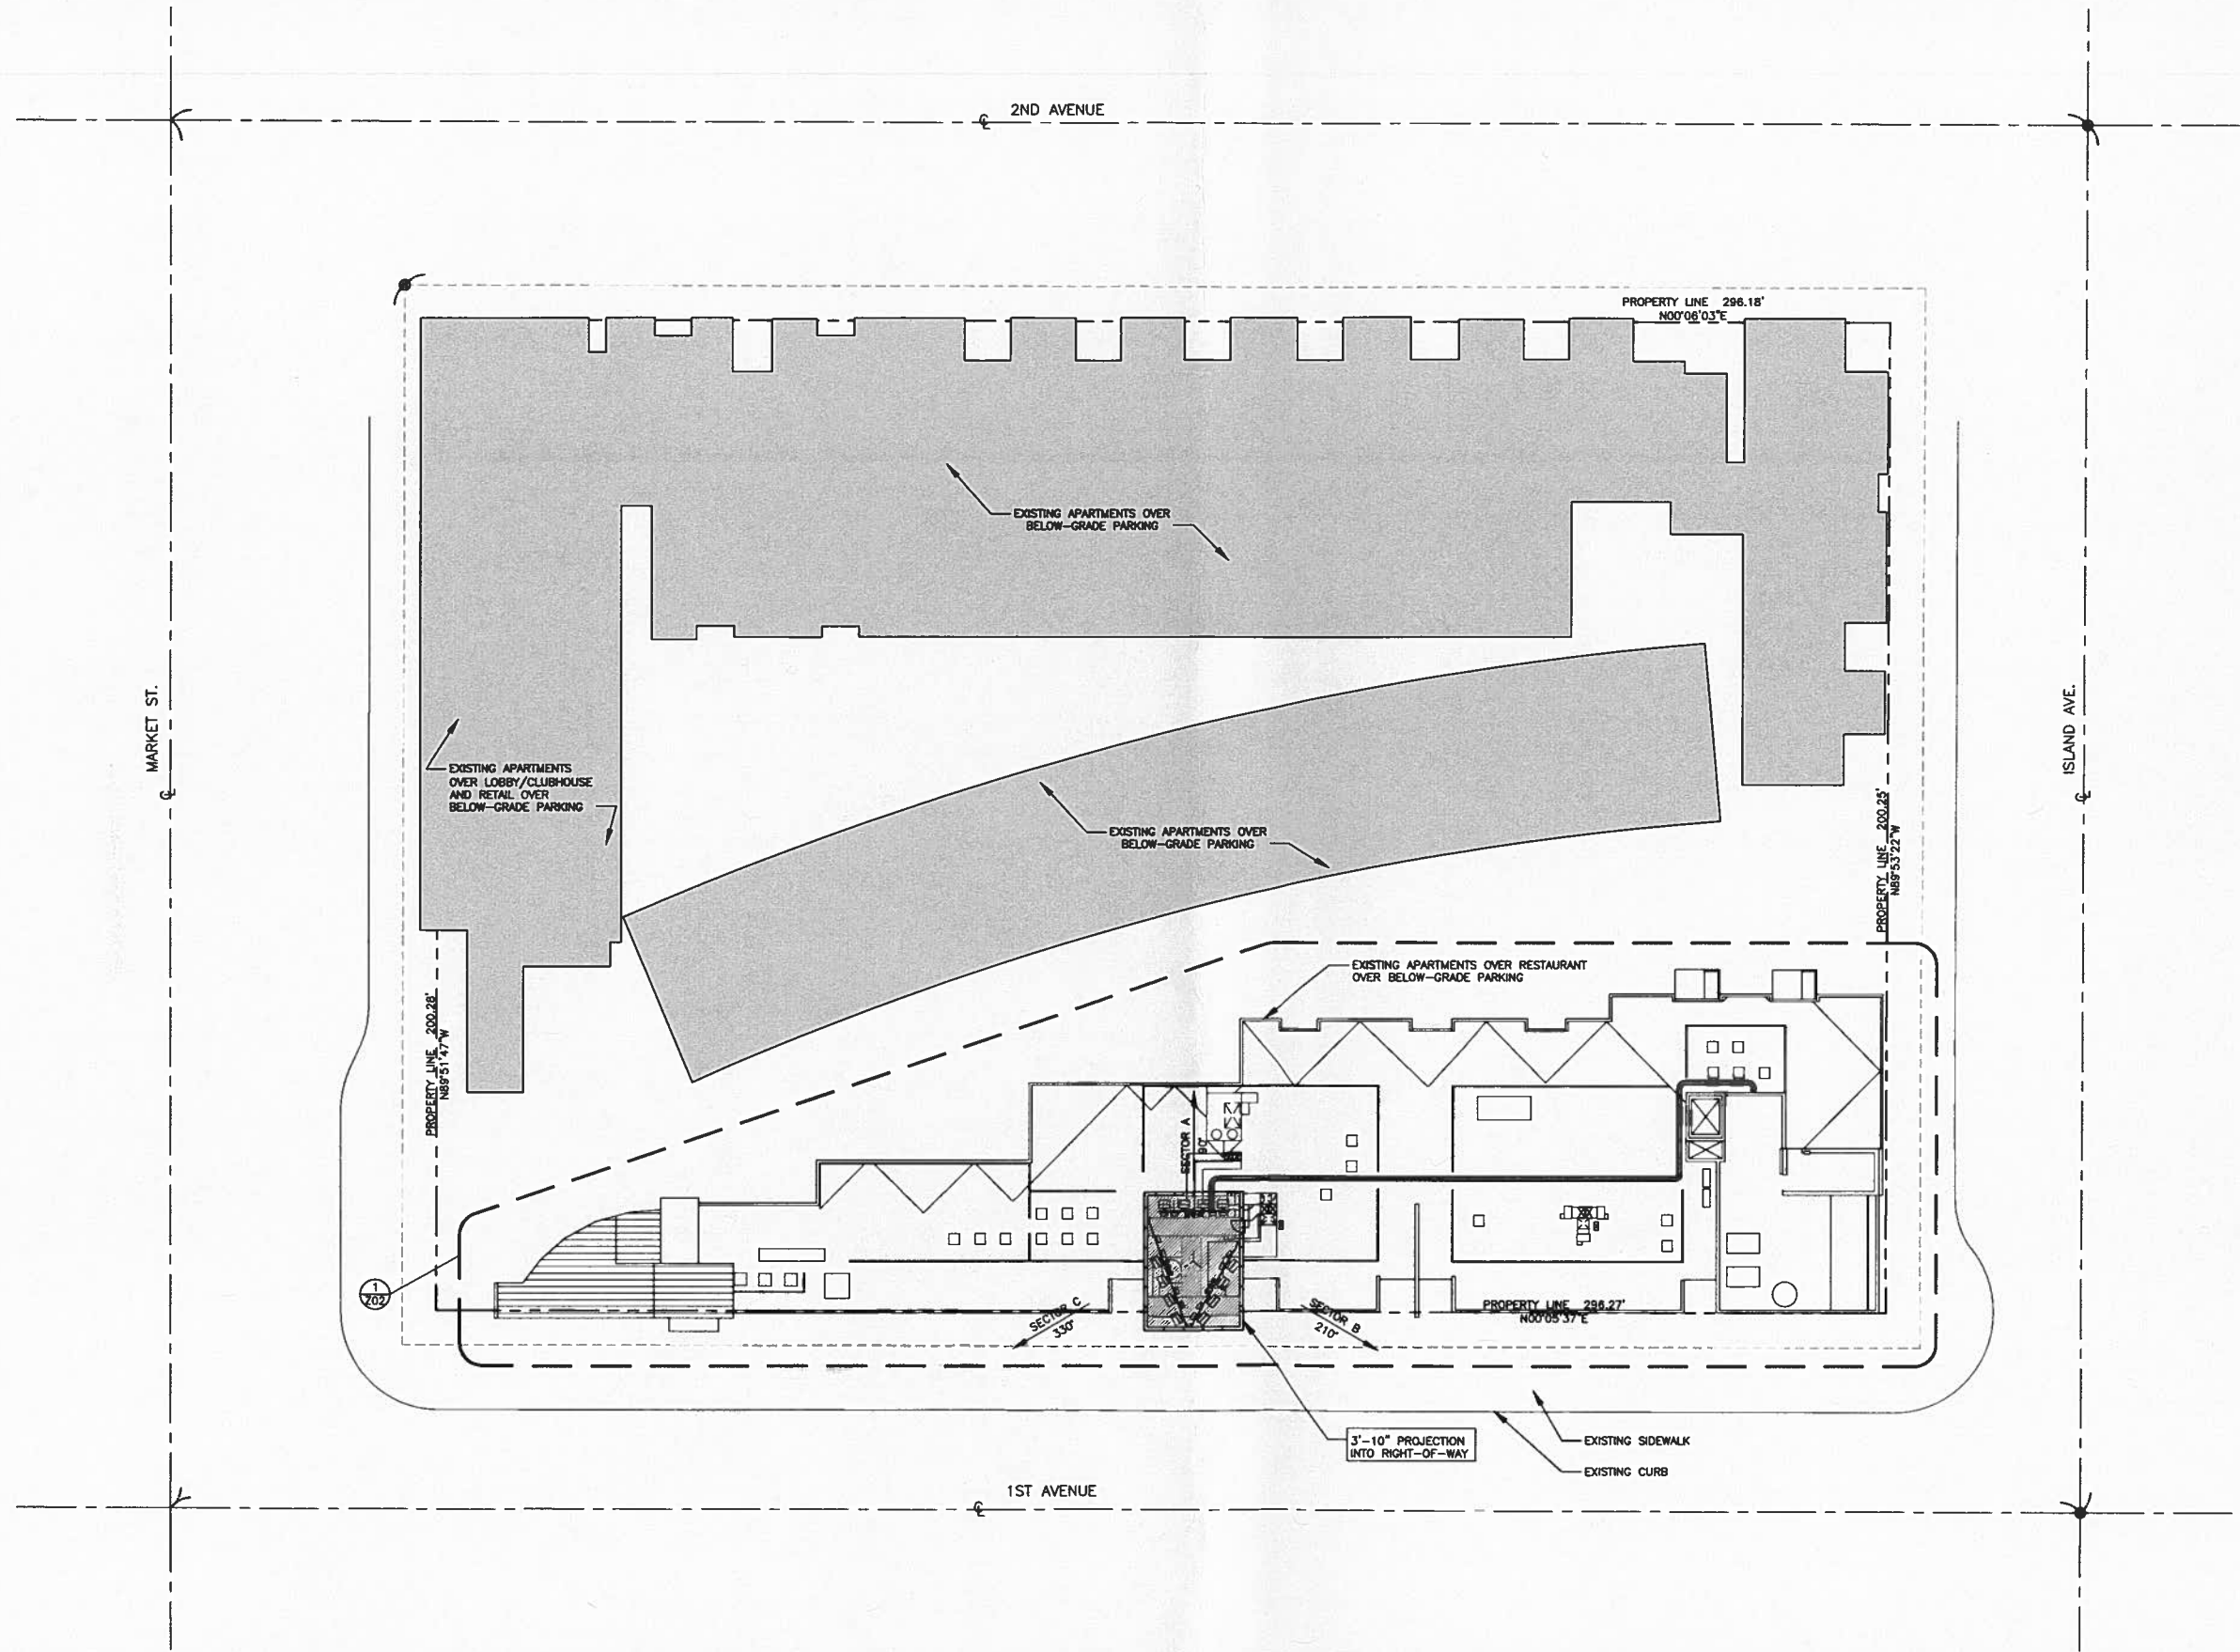 2ND AVENUE
PROPERTY LINE 296.18'
N00°06'03"E
EXISTING APARTMENTS OVER
BELOW-GRADE PARKING
MARKET ST.
ISLAND AVE.
EXISTING APARTMENTS
OVER LOBBY/CLUBHOUSE
AND RETAIL OVER
BELOW-GRADE PARKING
EXISTING APARTMENTS OVER
BELOW-GRADE PARKING
PROPERTY LINE 200.25'
N89°53'22"W
EXISTING APARTMENTS OVER RESTAURANT
OVER BELOW-GRADE PARKING
PROPERTY LINE 200.28'
N89°51'47"W
SECTOR A
90°
1
Z02
SECTOR C
330°
SECTOR B
210°
PROPERTY LINE 296.27'
N00°05'37"E
3'-10" PROJECTION
INTO RIGHT-OF-WAY
EXISTING SIDEWALK
EXISTING CURB
1ST AVENUE